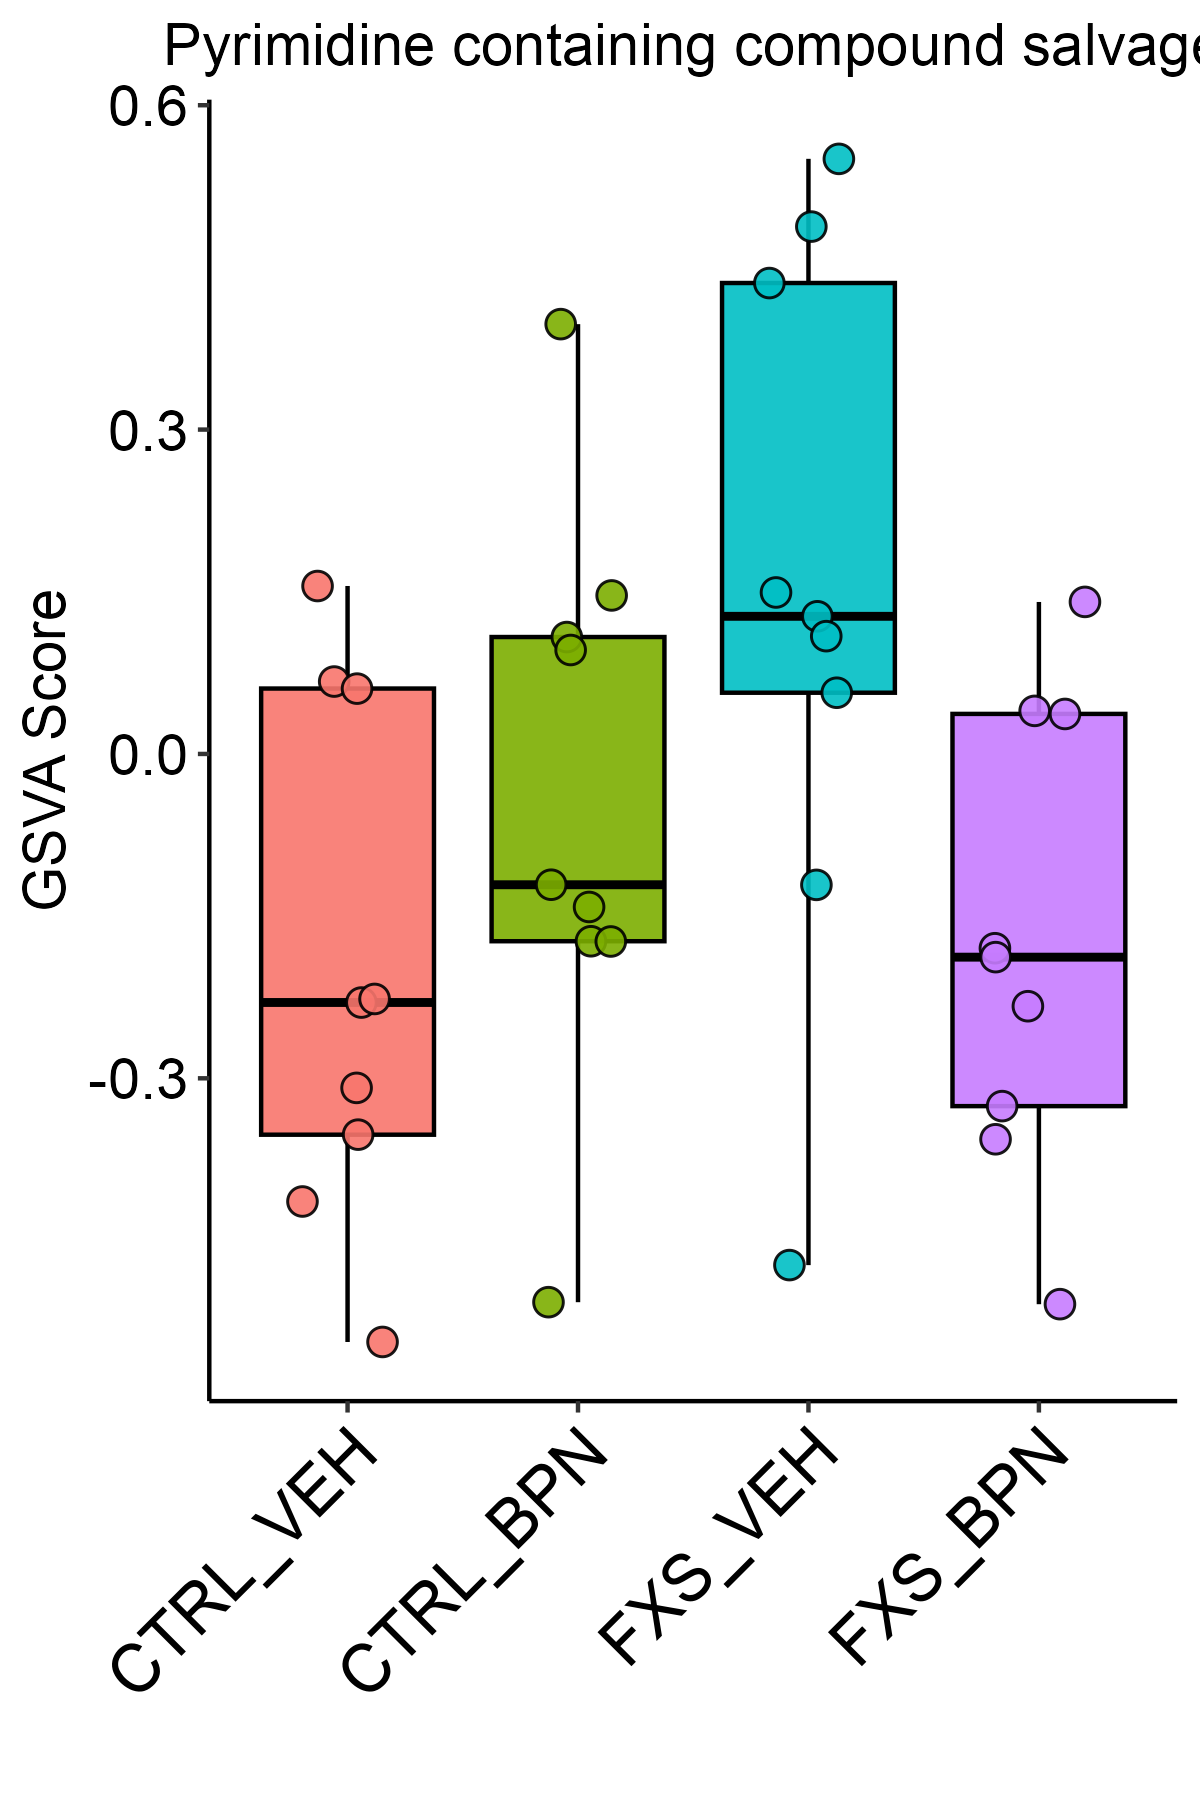 Pyrimidine containing compound salvage
0.6
0.3
0.0
-0.3
GSVA Score
CTRL_VEH
CTRL_BPN
FXS_VEH
FXS_BPN